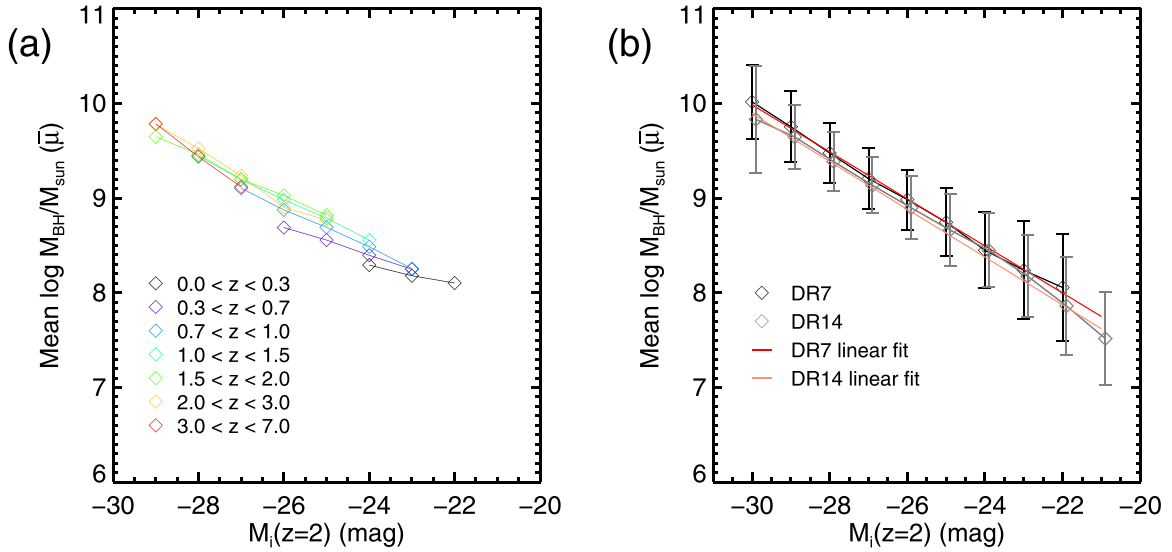 (a)
Mean log M_BH/M_sun (μ̄)
11
10
9
8
7
6
0.0 < z < 0.3
0.3 < z < 0.7
0.7 < z < 1.0
1.0 < z < 1.5
1.5 < z < 2.0
2.0 < z < 3.0
3.0 < z < 7.0
−30 −28 −26 −24 −22 −20
M_i(z=2) (mag)
(b)
Mean log M_BH/M_sun (μ̄)
11
10
9
8
7
6
DR7
DR14
DR7 linear fit
DR14 linear fit
−30 −28 −26 −24 −22 −20
M_i(z=2) (mag)